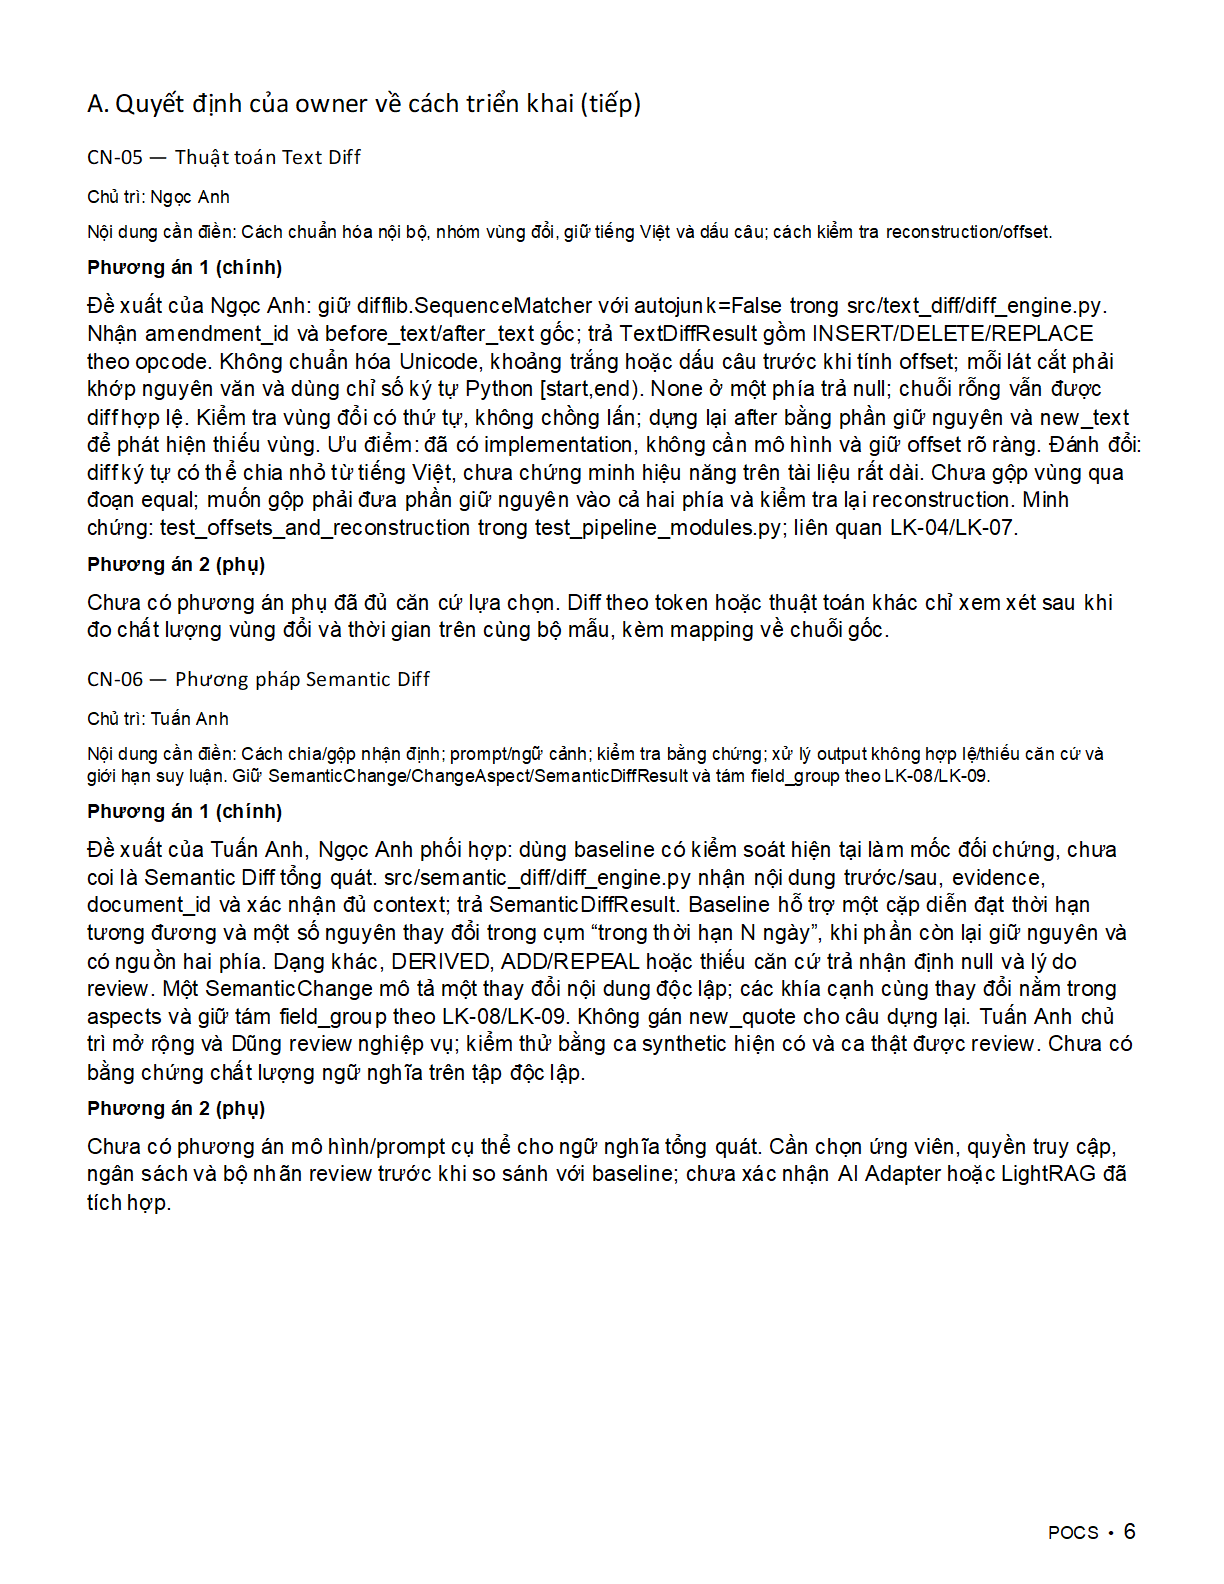 A. Quyết định của owner về cách triển khai (tiếp)
CN-05 — Thuật toán Text Diff
Chủ trì: Ngọc Anh
Nội dung cần điền: Cách chuẩn hóa nội bộ, nhóm vùng đổi, giữ tiếng Việt và dấu câu; cách kiểm tra reconstruction/offset.
Phương án 1 (chính)
Đề xuất của Ngọc Anh: giữ difflib.SequenceMatcher với autojunk=False trong src/text_diff/diff_engine.py.
Nhận amendment_id và before_text/after_text gốc; trả TextDiffResult gồm INSERT/DELETE/REPLACE
theo opcode. Không chuẩn hóa Unicode, khoảng trắng hoặc dấu câu trước khi tính offset; mỗi lát cắt phải
khớp nguyên văn và dùng chỉ số ký tự Python [start,end). None ở một phía trả null; chuỗi rỗng vẫn được
diff hợp lệ. Kiểm tra vùng đổi có thứ tự, không chồng lấn; dựng lại after bằng phần giữ nguyên và new_text
để phát hiện thiếu vùng. Ưu điểm: đã có implementation, không cần mô hình và giữ offset rõ ràng. Đánh đổi:
diff ký tự có thể chia nhỏ từ tiếng Việt, chưa chứng minh hiệu năng trên tài liệu rất dài. Chưa gộp vùng qua
đoạn equal; muốn gộp phải đưa phần giữ nguyên vào cả hai phía và kiểm tra lại reconstruction. Minh
chứng: test_offsets_and_reconstruction trong test_pipeline_modules.py; liên quan LK-04/LK-07.
Phương án 2 (phụ)
Chưa có phương án phụ đã đủ căn cứ lựa chọn. Diff theo token hoặc thuật toán khác chỉ xem xét sau khi
đo chất lượng vùng đổi và thời gian trên cùng bộ mẫu, kèm mapping về chuỗi gốc.
CN-06 — Phương pháp Semantic Diff
Chủ trì: Tuấn Anh
Nội dung cần điền: Cách chia/gộp nhận định; prompt/ngữ cảnh; kiểm tra bằng chứng; xử lý output không hợp lệ/thiếu căn cứ và
giới hạn suy luận. Giữ SemanticChange/ChangeAspect/SemanticDiffResult và tám field_group theo LK-08/LK-09.
Phương án 1 (chính)
Đề xuất của Tuấn Anh, Ngọc Anh phối hợp: dùng baseline có kiểm soát hiện tại làm mốc đối chứng, chưa
coi là Semantic Diff tổng quát. src/semantic_diff/diff_engine.py nhận nội dung trước/sau, evidence,
document_id và xác nhận đủ context; trả SemanticDiffResult. Baseline hỗ trợ một cặp diễn đạt thời hạn
tương đương và một số nguyên thay đổi trong cụm “trong thời hạn N ngày”, khi phần còn lại giữ nguyên và
có nguồn hai phía. Dạng khác, DERIVED, ADD/REPEAL hoặc thiếu căn cứ trả nhận định null và lý do
review. Một SemanticChange mô tả một thay đổi nội dung độc lập; các khía cạnh cùng thay đổi nằm trong
aspects và giữ tám field_group theo LK-08/LK-09. Không gán new_quote cho câu dựng lại. Tuấn Anh chủ
trì mở rộng và Dũng review nghiệp vụ; kiểm thử bằng ca synthetic hiện có và ca thật được review. Chưa có
bằng chứng chất lượng ngữ nghĩa trên tập độc lập.
Phương án 2 (phụ)
Chưa có phương án mô hình/prompt cụ thể cho ngữ nghĩa tổng quát. Cần chọn ứng viên, quyền truy cập,
ngân sách và bộ nhãn review trước khi so sánh với baseline; chưa xác nhận AI Adapter hoặc LightRAG đã
tích hợp.
POCS • 6